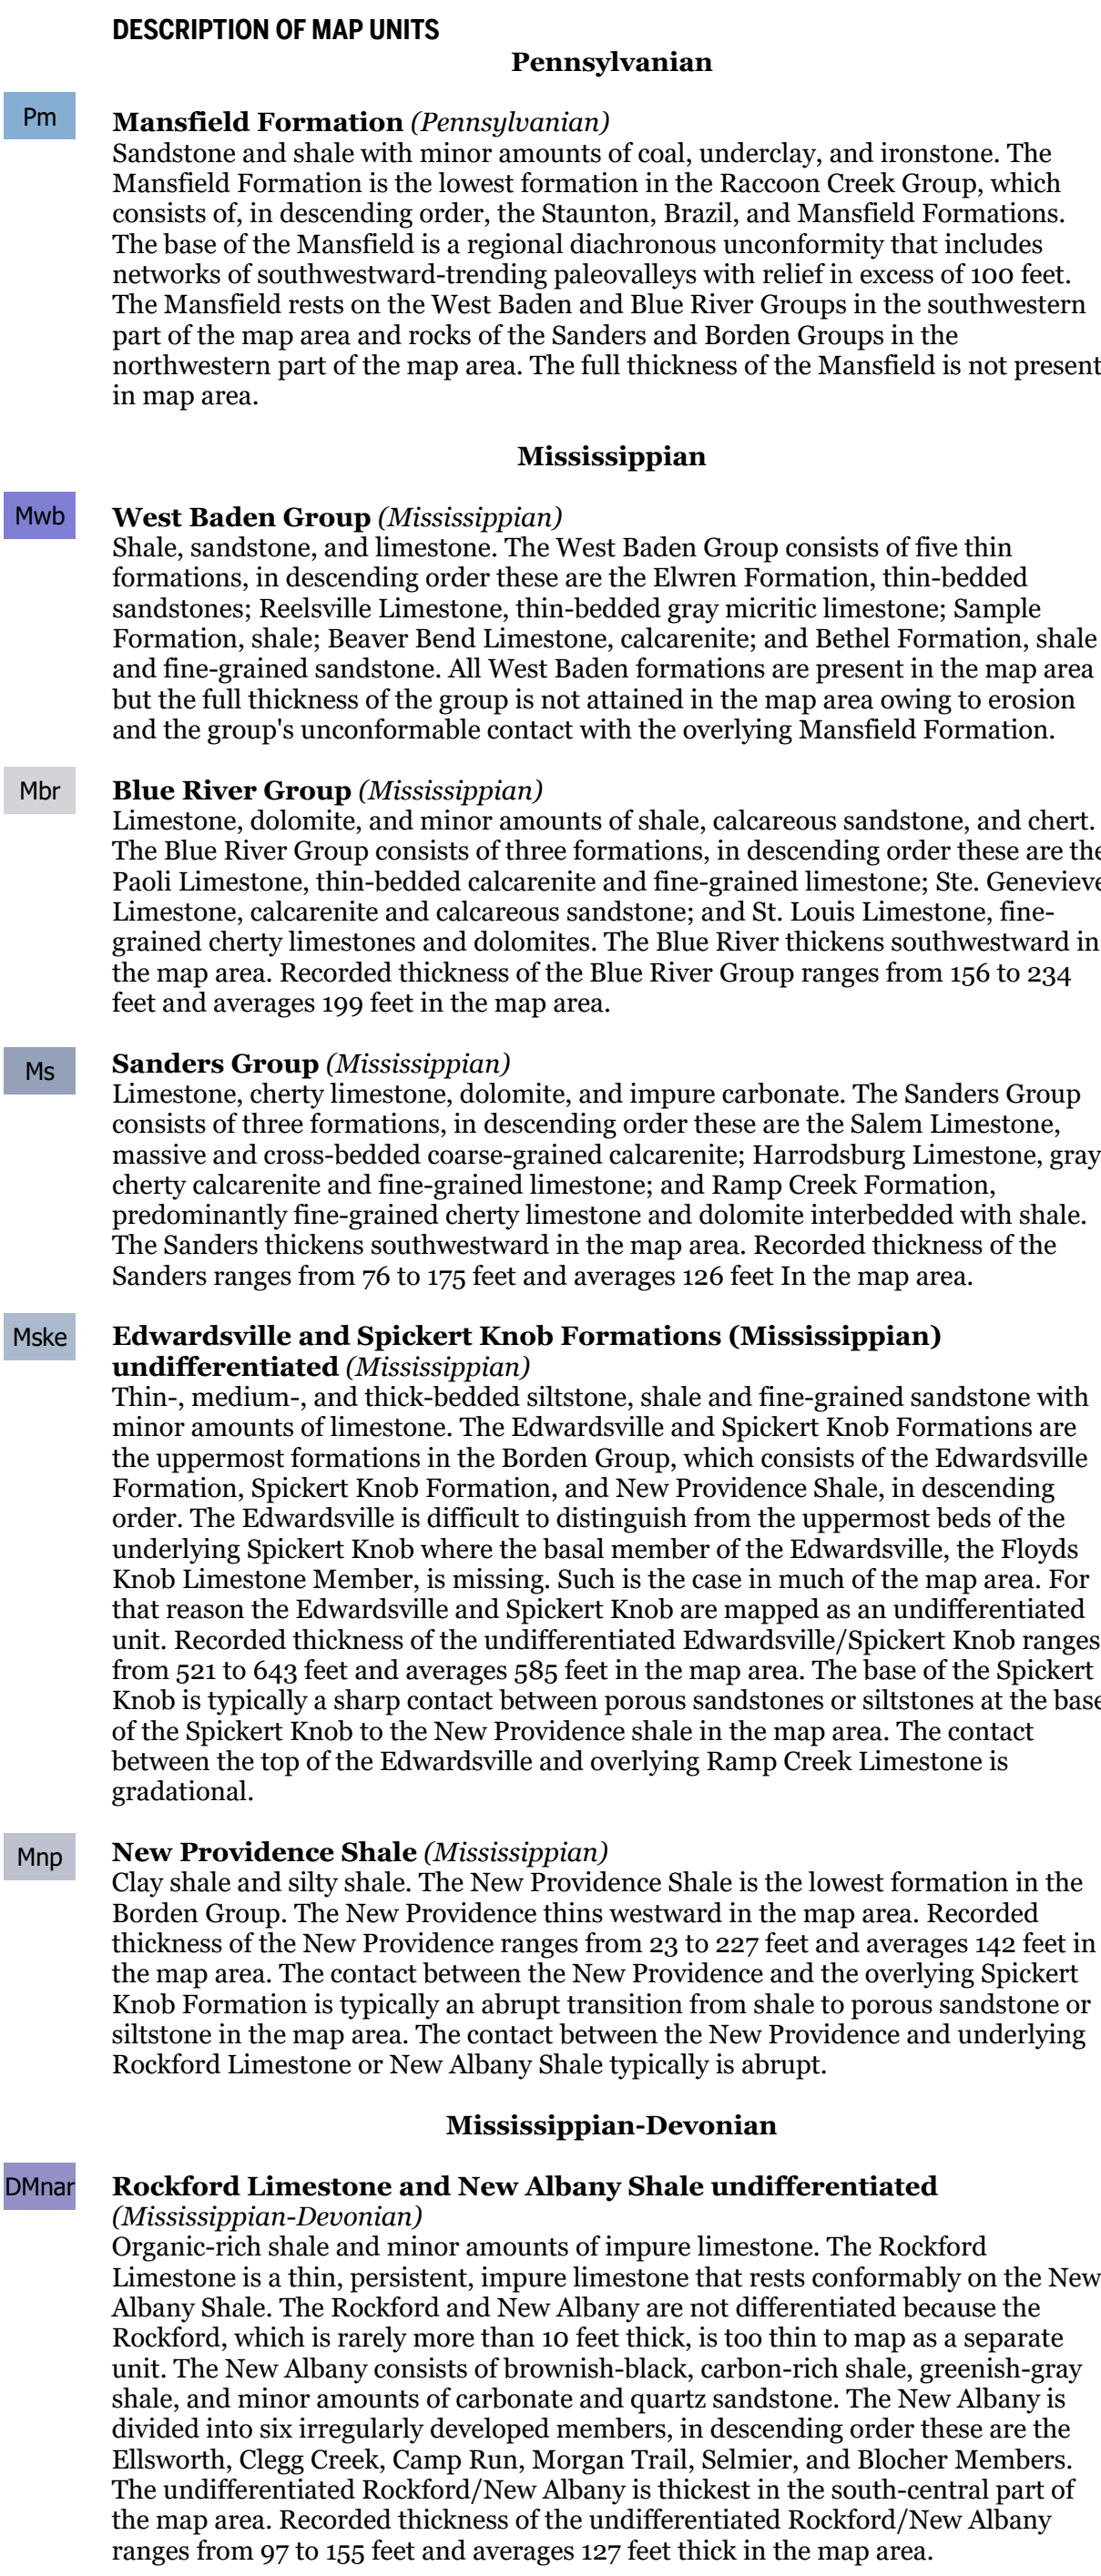 DESCRIPTION OF MAP UNITS
Pennsylvanian
Pm
Mansfield Formation (Pennsylvanian)
Sandstone and shale with minor amounts of coal, underclay, and ironstone. The
Mansfield Formation is the lowest formation in the Raccoon Creek Group, which
consists of, in descending order, the Staunton, Brazil, and Mansfield Formations.
The base of the Mansfield is a regional diachronous unconformity that includes
networks of southwestward-trending paleovalleys with relief in excess of 100 feet.
The Mansfield rests on the West Baden and Blue River Groups in the southwestern
part of the map area and rocks of the Sanders and Borden Groups in the
northwestern part of the map area. The full thickness of the Mansfield is not present
in map area.
Mississippian
Mwb
West Baden Group (Mississippian)
Shale, sandstone, and limestone. The West Baden Group consists of five thin
formations, in descending order these are the Elwren Formation, thin-bedded
sandstones; Reelsville Limestone, thin-bedded gray micritic limestone; Sample
Formation, shale; Beaver Bend Limestone, calcarenite; and Bethel Formation, shale
and fine-grained sandstone. All West Baden formations are present in the map area
but the full thickness of the group is not attained in the map area owing to erosion
and the group's unconformable contact with the overlying Mansfield Formation.
Mbr
Blue River Group (Mississippian)
Limestone, dolomite, and minor amounts of shale, calcareous sandstone, and chert.
The Blue River Group consists of three formations, in descending order these are the
Paoli Limestone, thin-bedded calcarenite and fine-grained limestone; Ste. Genevieve
Limestone, calcarenite and calcareous sandstone; and St. Louis Limestone, fine-
grained cherty limestones and dolomites. The Blue River thickens southwestward in
the map area. Recorded thickness of the Blue River Group ranges from 156 to 234
feet and averages 199 feet in the map area.
Ms
Sanders Group (Mississippian)
Limestone, cherty limestone, dolomite, and impure carbonate. The Sanders Group
consists of three formations, in descending order these are the Salem Limestone,
massive and cross-bedded coarse-grained calcarenite; Harrodsburg Limestone, gray
cherty calcarenite and fine-grained limestone; and Ramp Creek Formation,
predominantly fine-grained cherty limestone and dolomite interbedded with shale.
The Sanders thickens southwestward in the map area. Recorded thickness of the
Sanders ranges from 76 to 175 feet and averages 126 feet In the map area.
Mske
Edwardsville and Spickert Knob Formations (Mississippian)
undifferentiated (Mississippian)
Thin-, medium-, and thick-bedded siltstone, shale and fine-grained sandstone with
minor amounts of limestone. The Edwardsville and Spickert Knob Formations are
the uppermost formations in the Borden Group, which consists of the Edwardsville
Formation, Spickert Knob Formation, and New Providence Shale, in descending
order. The Edwardsville is difficult to distinguish from the uppermost beds of the
underlying Spickert Knob where the basal member of the Edwardsville, the Floyds
Knob Limestone Member, is missing. Such is the case in much of the map area. For
that reason the Edwardsville and Spickert Knob are mapped as an undifferentiated
unit. Recorded thickness of the undifferentiated Edwardsville/Spickert Knob ranges
from 521 to 643 feet and averages 585 feet in the map area. The base of the Spickert
Knob is typically a sharp contact between porous sandstones or siltstones at the base
of the Spickert Knob to the New Providence shale in the map area. The contact
between the top of the Edwardsville and overlying Ramp Creek Limestone is
gradational.
Mnp
New Providence Shale (Mississippian)
Clay shale and silty shale. The New Providence Shale is the lowest formation in the
Borden Group. The New Providence thins westward in the map area. Recorded
thickness of the New Providence ranges from 23 to 227 feet and averages 142 feet in
the map area. The contact between the New Providence and the overlying Spickert
Knob Formation is typically an abrupt transition from shale to porous sandstone or
siltstone in the map area. The contact between the New Providence and underlying
Rockford Limestone or New Albany Shale typically is abrupt.
Mississippian-Devonian
DMnar
Rockford Limestone and New Albany Shale undifferentiated
(Mississippian-Devonian)
Organic-rich shale and minor amounts of impure limestone. The Rockford
Limestone is a thin, persistent, impure limestone that rests conformably on the New
Albany Shale. The Rockford and New Albany are not differentiated because the
Rockford, which is rarely more than 10 feet thick, is too thin to map as a separate
unit. The New Albany consists of brownish-black, carbon-rich shale, greenish-gray
shale, and minor amounts of carbonate and quartz sandstone. The New Albany is
divided into six irregularly developed members, in descending order these are the
Ellsworth, Clegg Creek, Camp Run, Morgan Trail, Selmier, and Blocher Members.
The undifferentiated Rockford/New Albany is thickest in the south-central part of
the map area. Recorded thickness of the undifferentiated Rockford/New Albany
ranges from 97 to 155 feet and averages 127 feet thick in the map area.